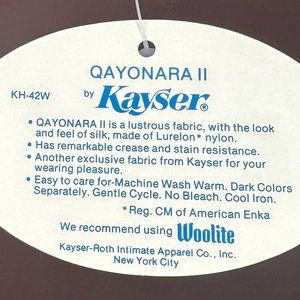 QAYONARA II
KH-42W
by Kayser®
• QAYONARA II is a lustrous fabric, with the look
and feel of silk, made of Lurelon* nylon.
• Has remarkable crease and stain resistance.
• Another exclusive fabric from Kayser for your
wearing pleasure.
• Easy to care for-Machine Wash Warm. Dark Colors
Separately. Gentle Cycle. No Bleach. Cool Iron.
*Reg. CM of American Enka
We recommend using Woolite
Kayser-Roth Intimate Apparel Co., Inc.
New York City